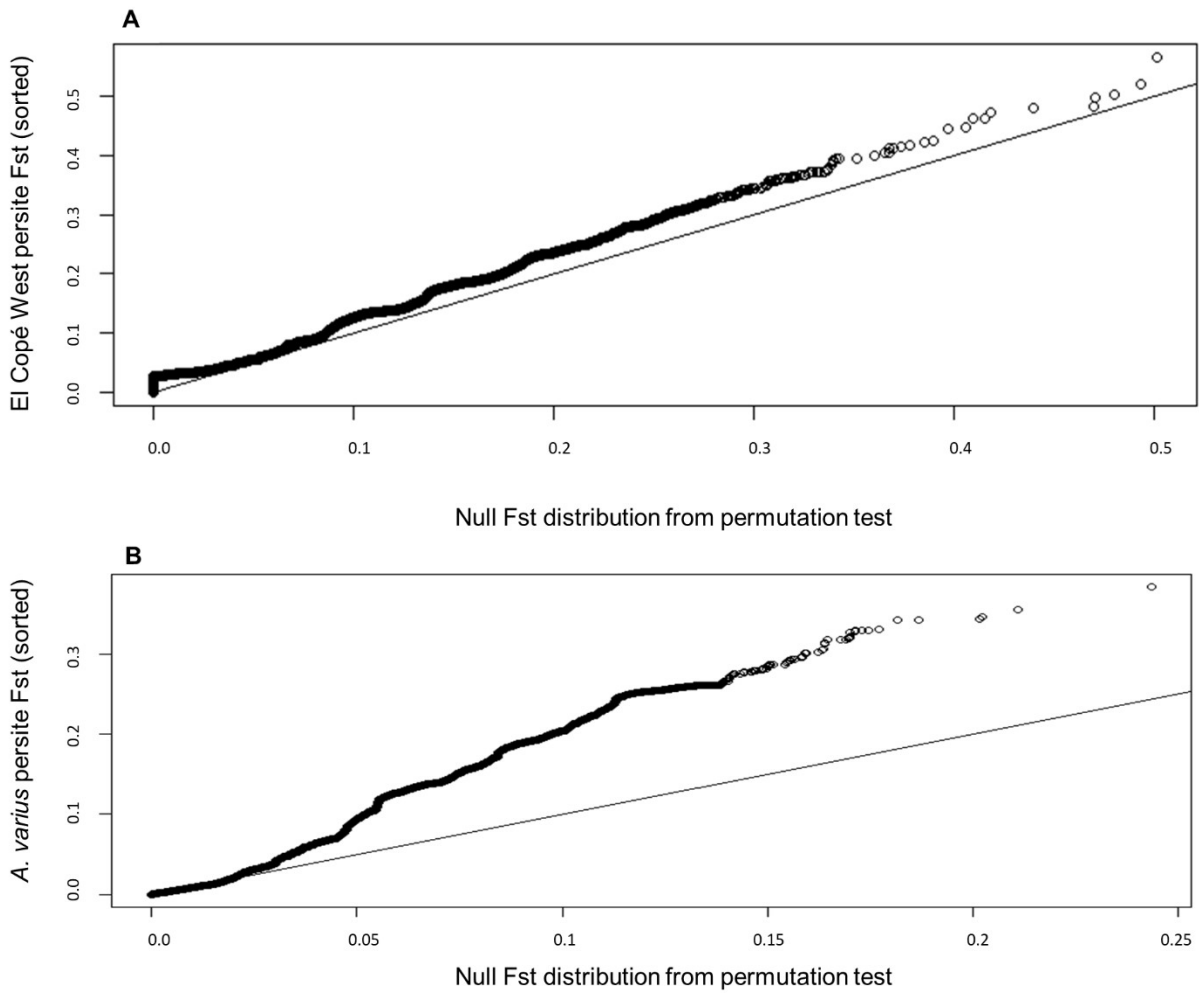 A
El Copé West persite Fst (sorted)
0.5
0.4
0.3
0.2
0.1
0.0
0.0 0.1 0.2 0.3 0.4 0.5
Null Fst distribution from permutation test
B
A. varius persite Fst (sorted)
0.3
0.2
0.1
0.0
0.0 0.05 0.1 0.15 0.2 0.25
Null Fst distribution from permutation test